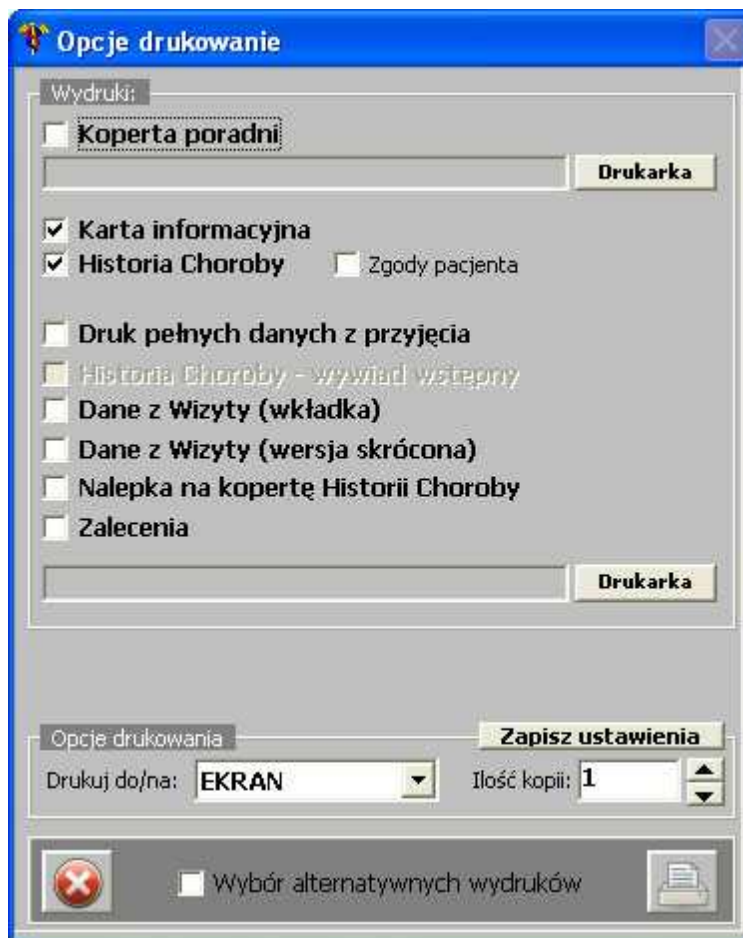 Opcje drukowanie
Wydruki:
Koperta poradni
Drukarka
Karta informacyjna
Historia Choroby Zgody pacjenta
Druk pełnych danych z przyjęcia
Historia Choroby - wywiad wstępny
Dane z Wizyty (wkładka)
Dane z Wizyty (wersja skrócona)
Nalepka na kopertę Historii Choroby
Zalecenia
Drukarka
Opcje drukowania Zapisz ustawienia
Drukuj do/na: EKRAN Ilość kopii: 1
Wybór alternatywnych wydruków